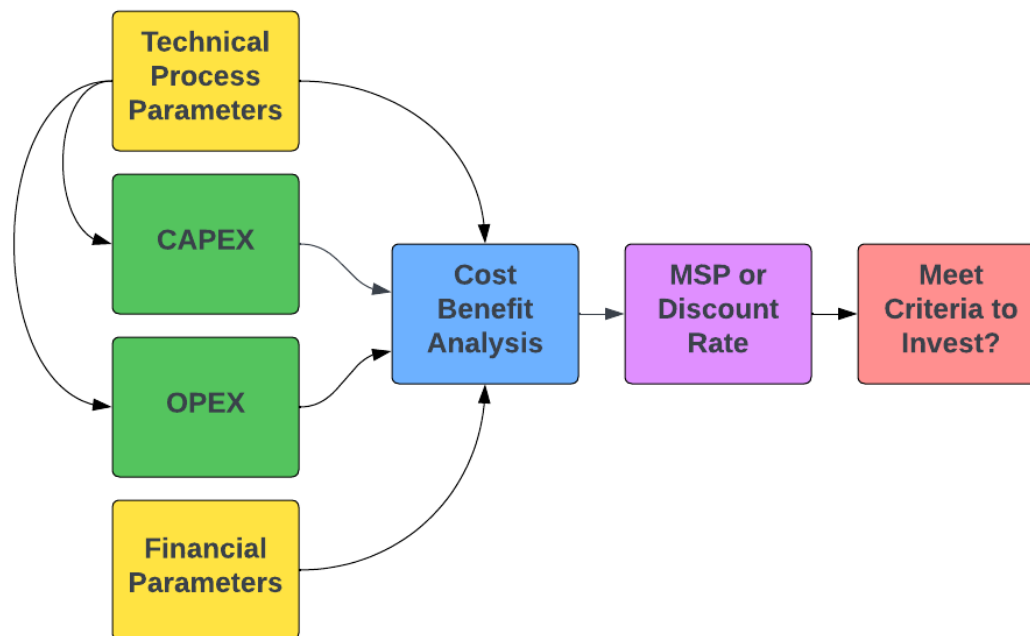 Technical
Process
Parameters
CAPEX
OPEX
Financial
Parameters
Cost
Benefit
Analysis
MSP or
Discount
Rate
Meet
Criteria to
Invest?